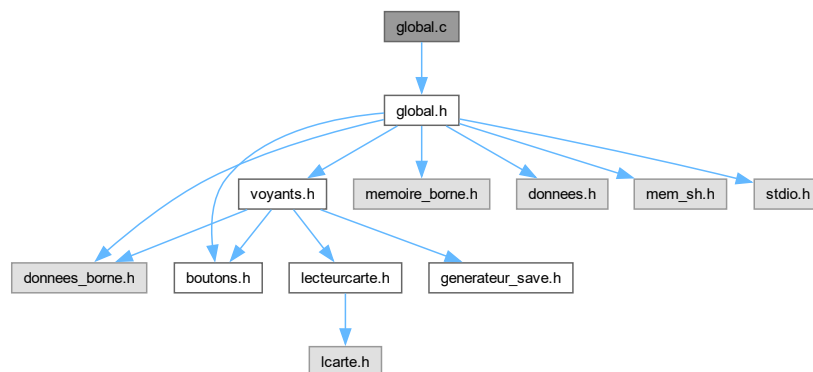 global.c
global.h
voyants.h
memoire_borne.h
donnees.h
mem_sh.h
stdio.h
donnees_borne.h
boutons.h
lecteurcarte.h
generateur_save.h
lcarte.h